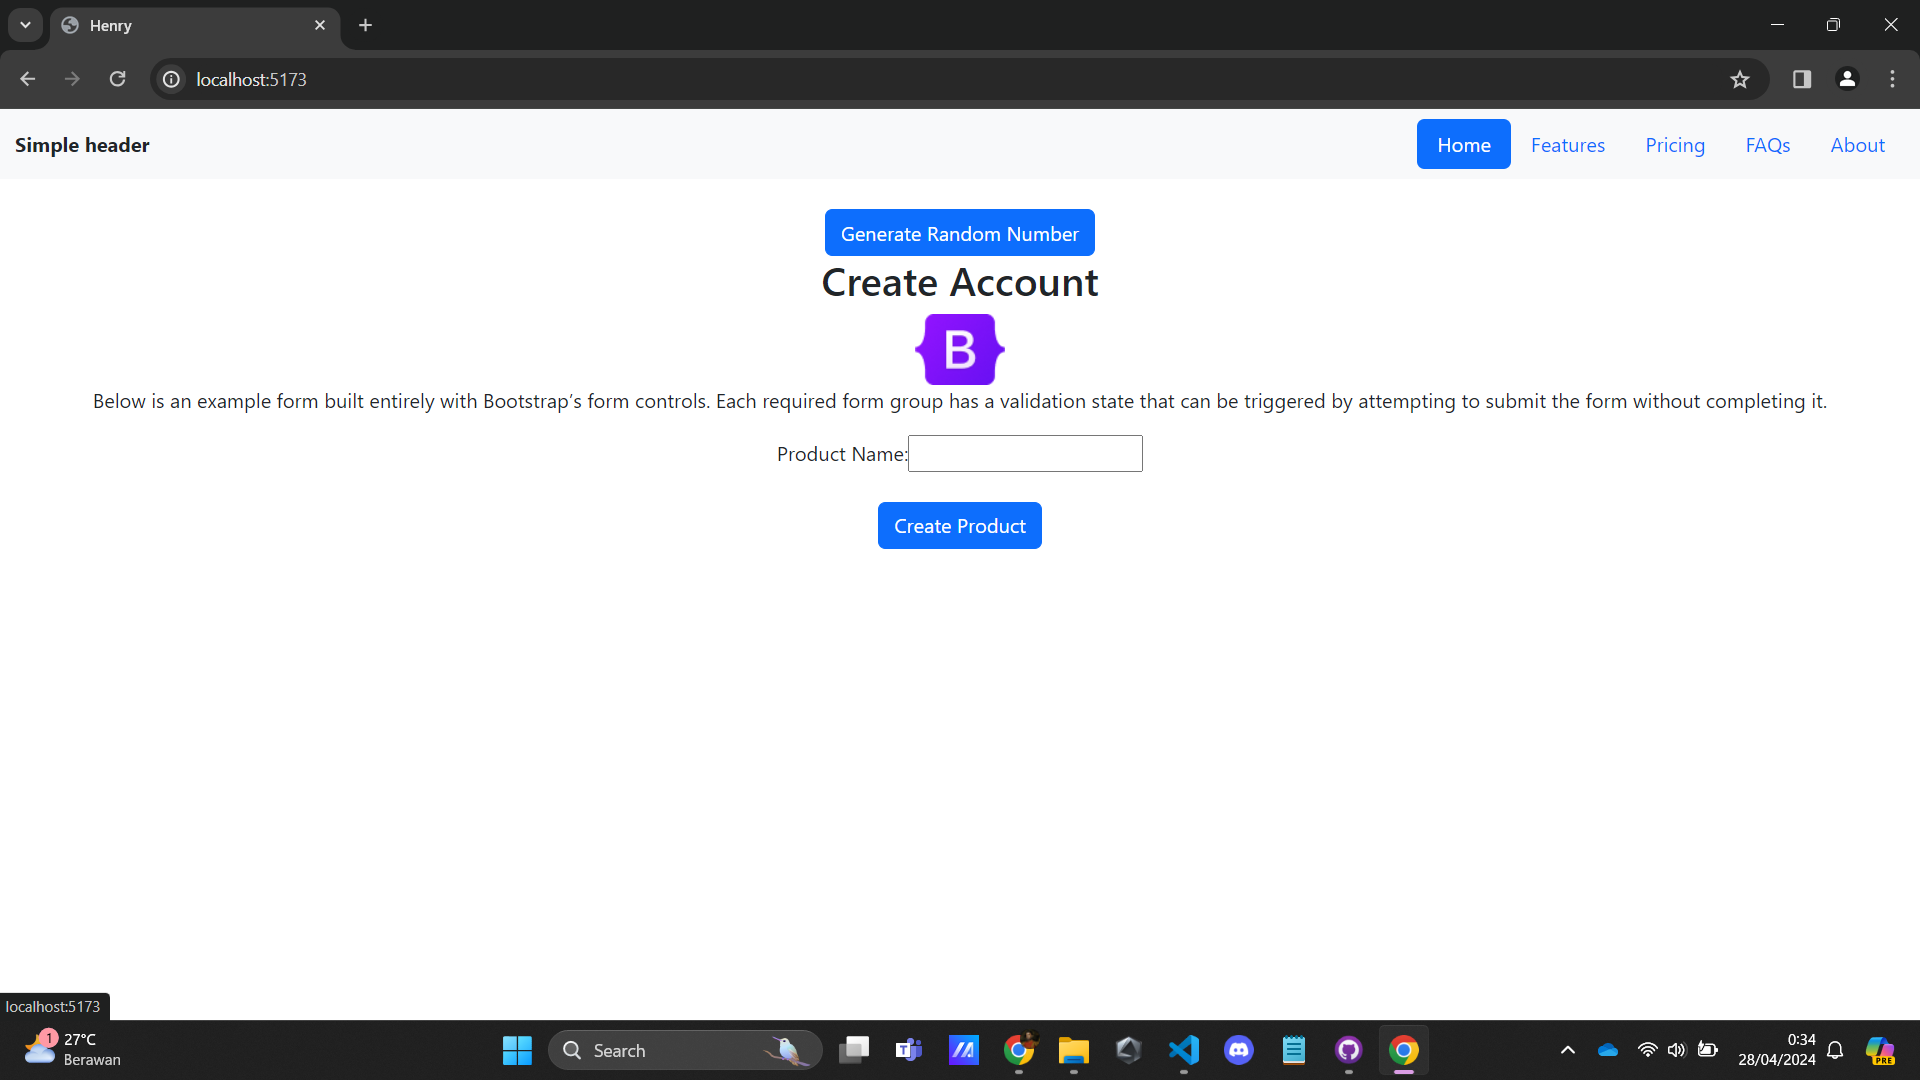 Henry
localhost:5173
Simple header
Home Features Pricing FAQs About
Generate Random Number
Create Account
B
Below is an example form built entirely with Bootstrap’s form controls. Each required form group has a validation state that can be triggered by attempting to submit the form without completing it.
Product Name:
Create Product
localhost:5173
1
27°C
Berawan
Search
0:34
28/04/2024
PRE